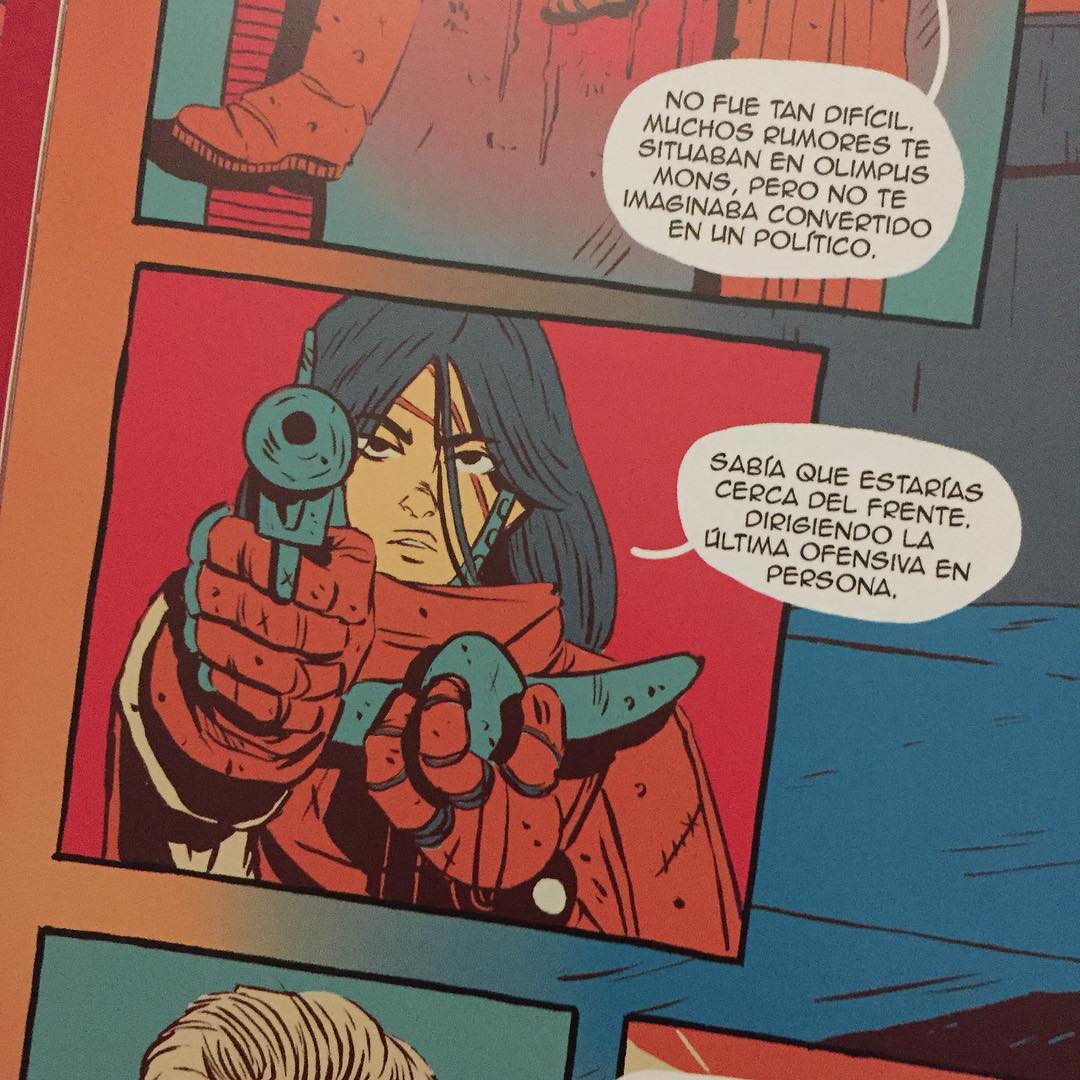 NO FUE TAN DIFÍCIL.
MUCHOS RUMORES TE
SITUABAN EN OLIMPUS
MONS, PERO NO TE
IMAGINABA CONVERTIDO
EN UN POLÍTICO.
SABÍA QUE ESTARÍAS
CERCA DEL FRENTE,
DIRIGIENDO LA
ÚLTIMA OFENSIVA EN
PERSONA.